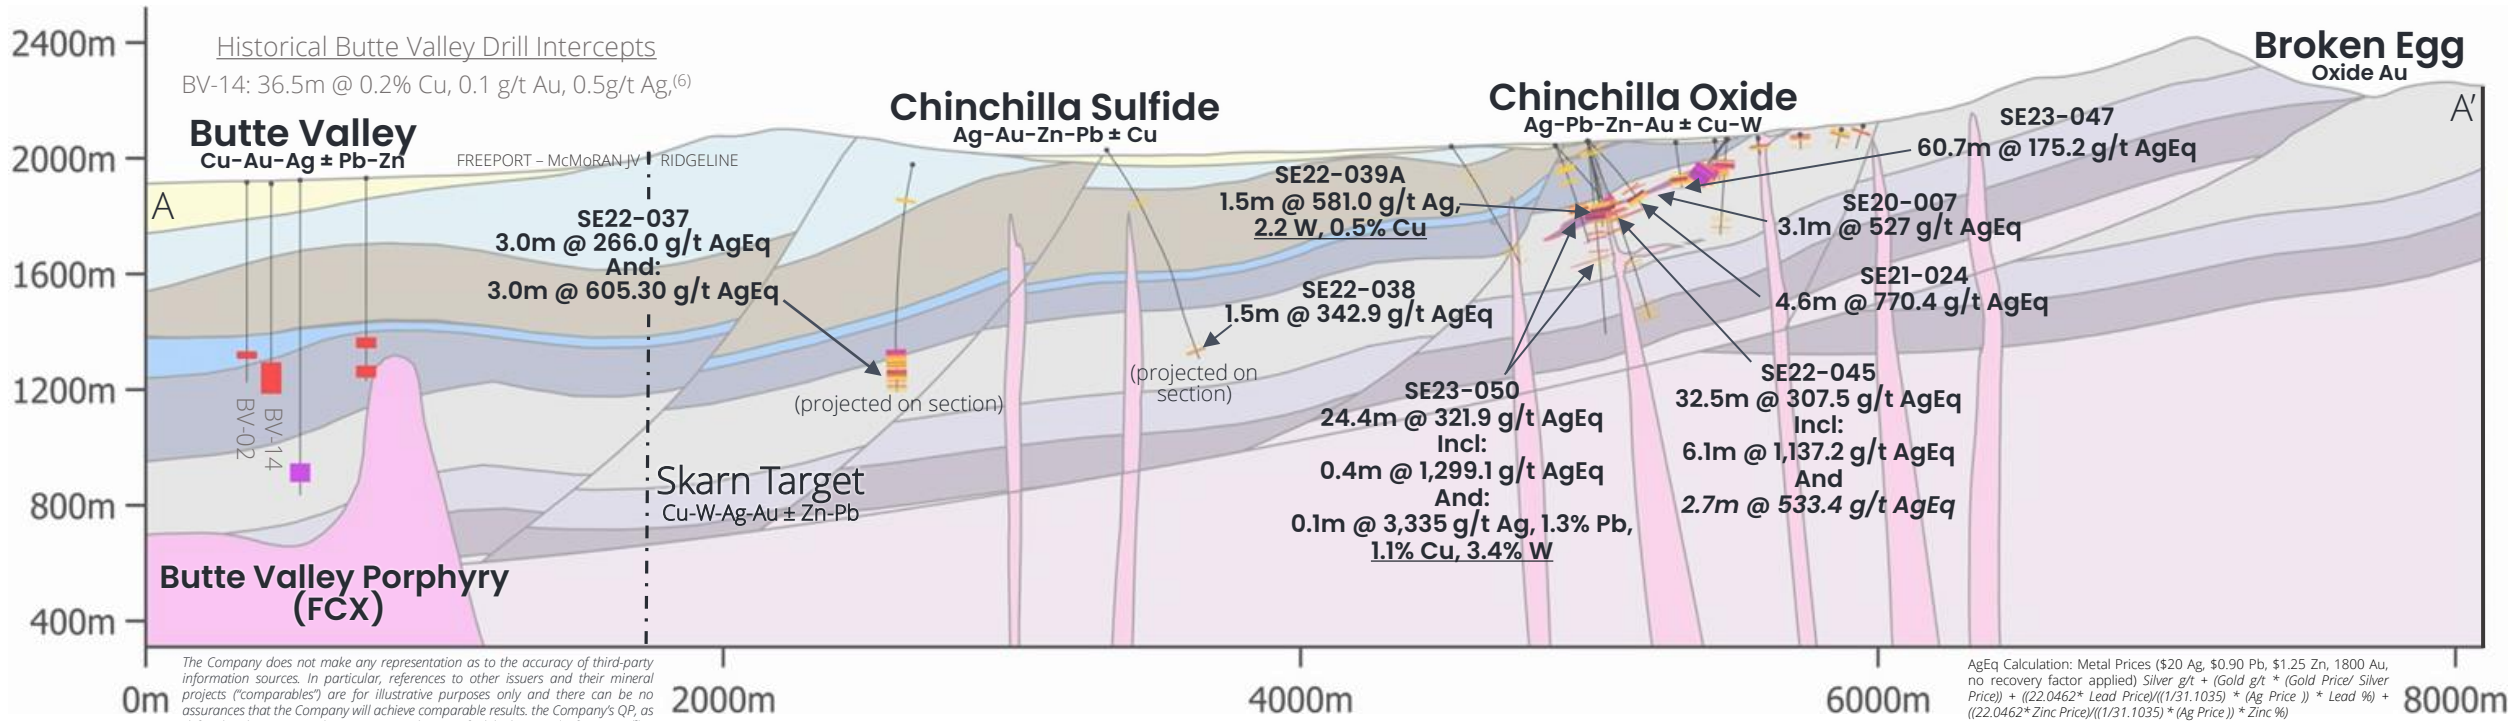 2400m
2000m
1600m
1200m
800m
400m
Historical Butte Valley Drill Intercepts
BV-14: 36.5m @ 0.2% Cu, 0.1 g/t Au, 0.5g/t Ag,(6)
Butte Valley
Cu-Au-Ag ± Pb-Zn
FREEPORT – McMoRAN JV
RIDGELINE
A
SE22-037
3.0m @ 266.0 g/t AgEq
And:
3.0m @ 605.30 g/t AgEq
(projected on section)
BV-02
BV-14
Skarn Target
Cu-W-Ag-Au ± Zn-Pb
Butte Valley Porphyry
(FCX)
Chinchilla Sulfide
Ag-Au-Zn-Pb ± Cu
SE22-039A
1.5m @ 581.0 g/t Ag,
2.2 W, 0.5% Cu
SE22-038
1.5m @ 342.9 g/t AgEq
(projected on
section)
Chinchilla Oxide
Ag-Pb-Zn-Au ± Cu-W
SE23-050
24.4m @ 321.9 g/t AgEq
Incl:
0.4m @ 1,299.1 g/t AgEq
And:
0.1m @ 3,335 g/t Ag, 1.3% Pb,
1.1% Cu, 3.4% W
Broken Egg
Oxide Au
A'
SE23-047
60.7m @ 175.2 g/t AgEq
SE20-007
3.1m @ 527 g/t AgEq
SE21-024
4.6m @ 770.4 g/t AgEq
SE22-045
32.5m @ 307.5 g/t AgEq
Incl:
6.1m @ 1,137.2 g/t AgEq
And
2.7m @ 533.4 g/t AgEq
0m
2000m
4000m
6000m
8000m
The Company does not make any representation as to the accuracy of third-party
information sources. In particular, references to other issuers and their mineral
projects ("comparables") are for illustrative purposes only and there can be no
assurances that the Company will achieve comparable results. the Company's QP, as
AgEq Calculation: Metal Prices ($20 Ag, $0.90 Pb, $1.25 Zn, 1800 Au,
no recovery factor applied) Silver g/t + (Gold g/t * (Gold Price/ Silver
Price)) + ((22.0462* Lead Price)/((1/31.1035) * (Ag Price )) * Lead %) +
((22.0462* Zinc Price)/((1/31.1035) * (Ag Price )) * Zinc %)